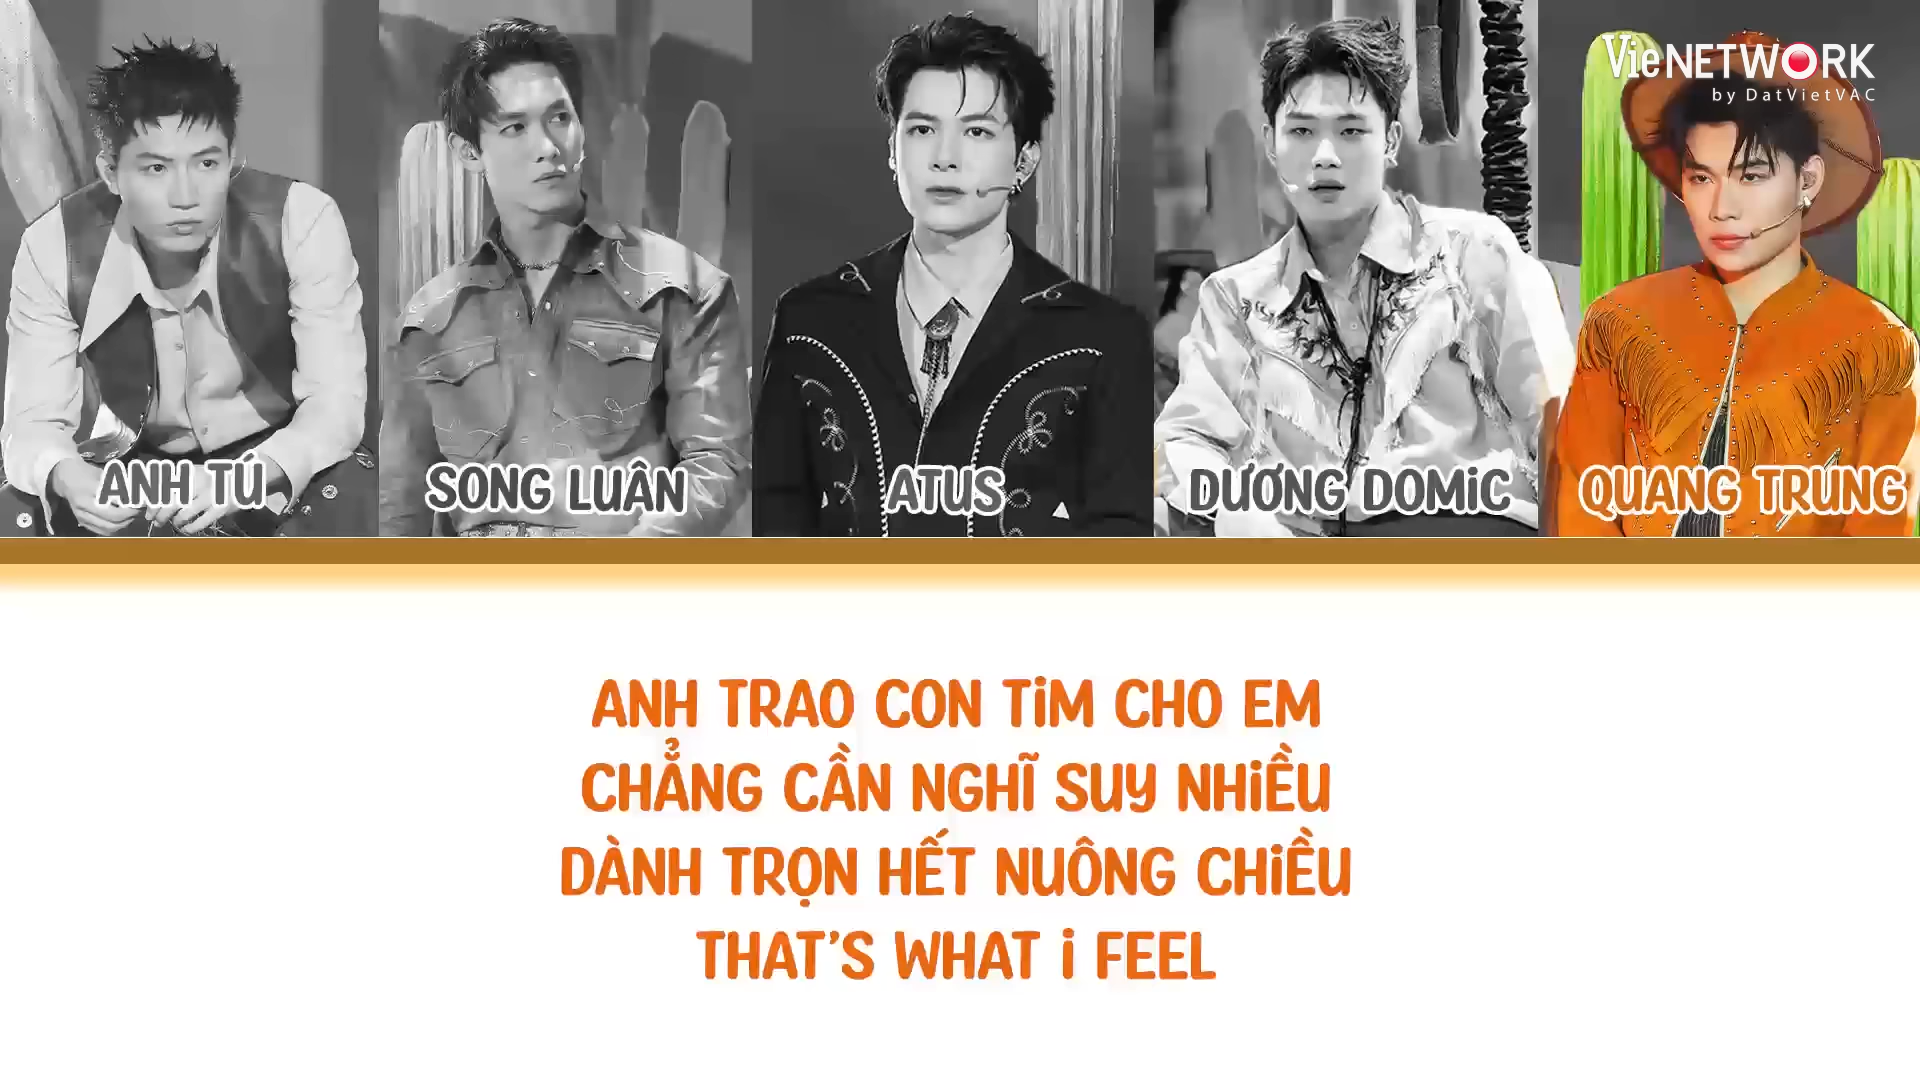 VieNETWORK
by DatVietVAC
ANH TÚ
SONG LUÂN
ATUS
DƯƠNG DOMiC
QUANG TRUNG
ANH TRAO CON TiM CHO EM
CHẲNG CẦN NGHĨ SUY NHiỀU
DÀNH TRỌN HẾT NUÔNG CHiỀU
THAT'S WHAT i FEEL